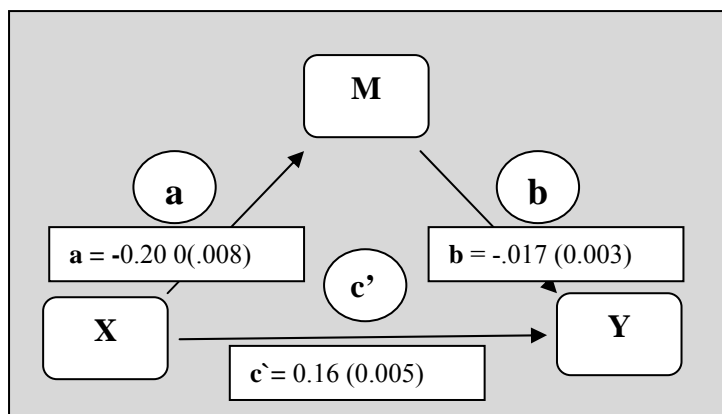 M
a
b
a = -0.20 0(.008)
b = -.017 (0.003)
c’
X
Y
c`= 0.16 (0.005)